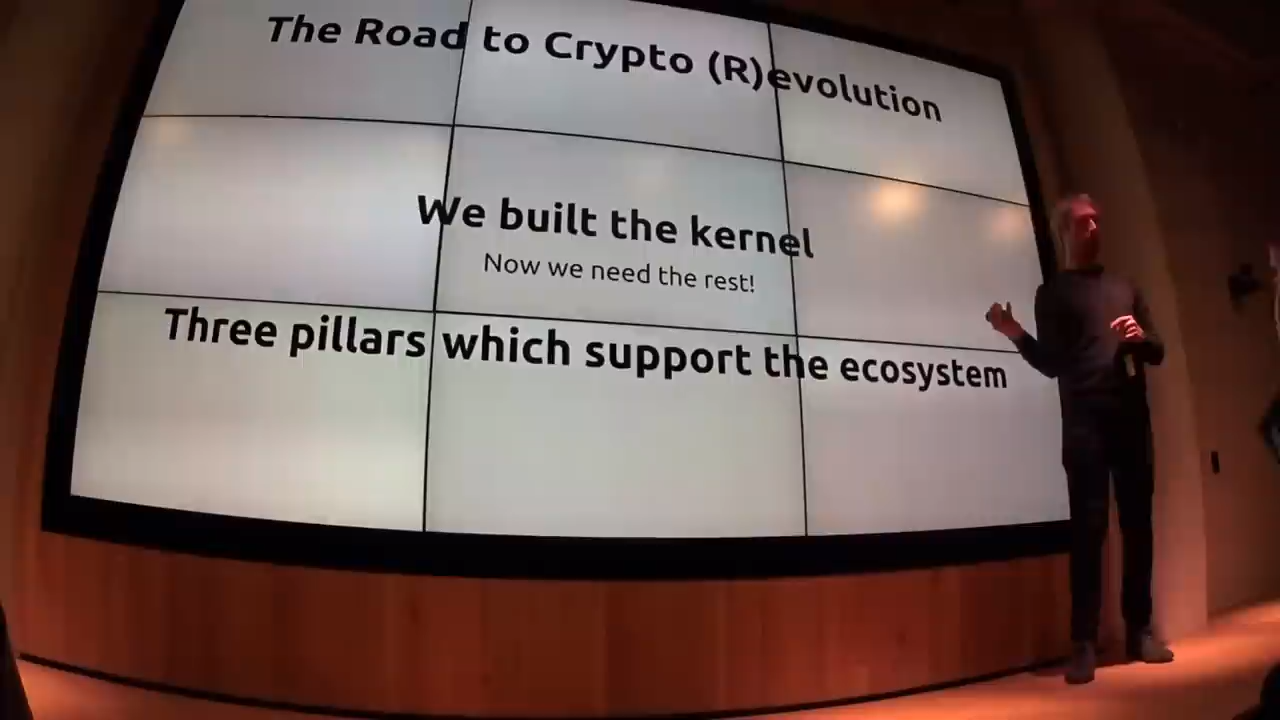 The Road to Crypto (R)evolution
We built the kernel
Now we need the rest!
Three pillars which support the ecosystem